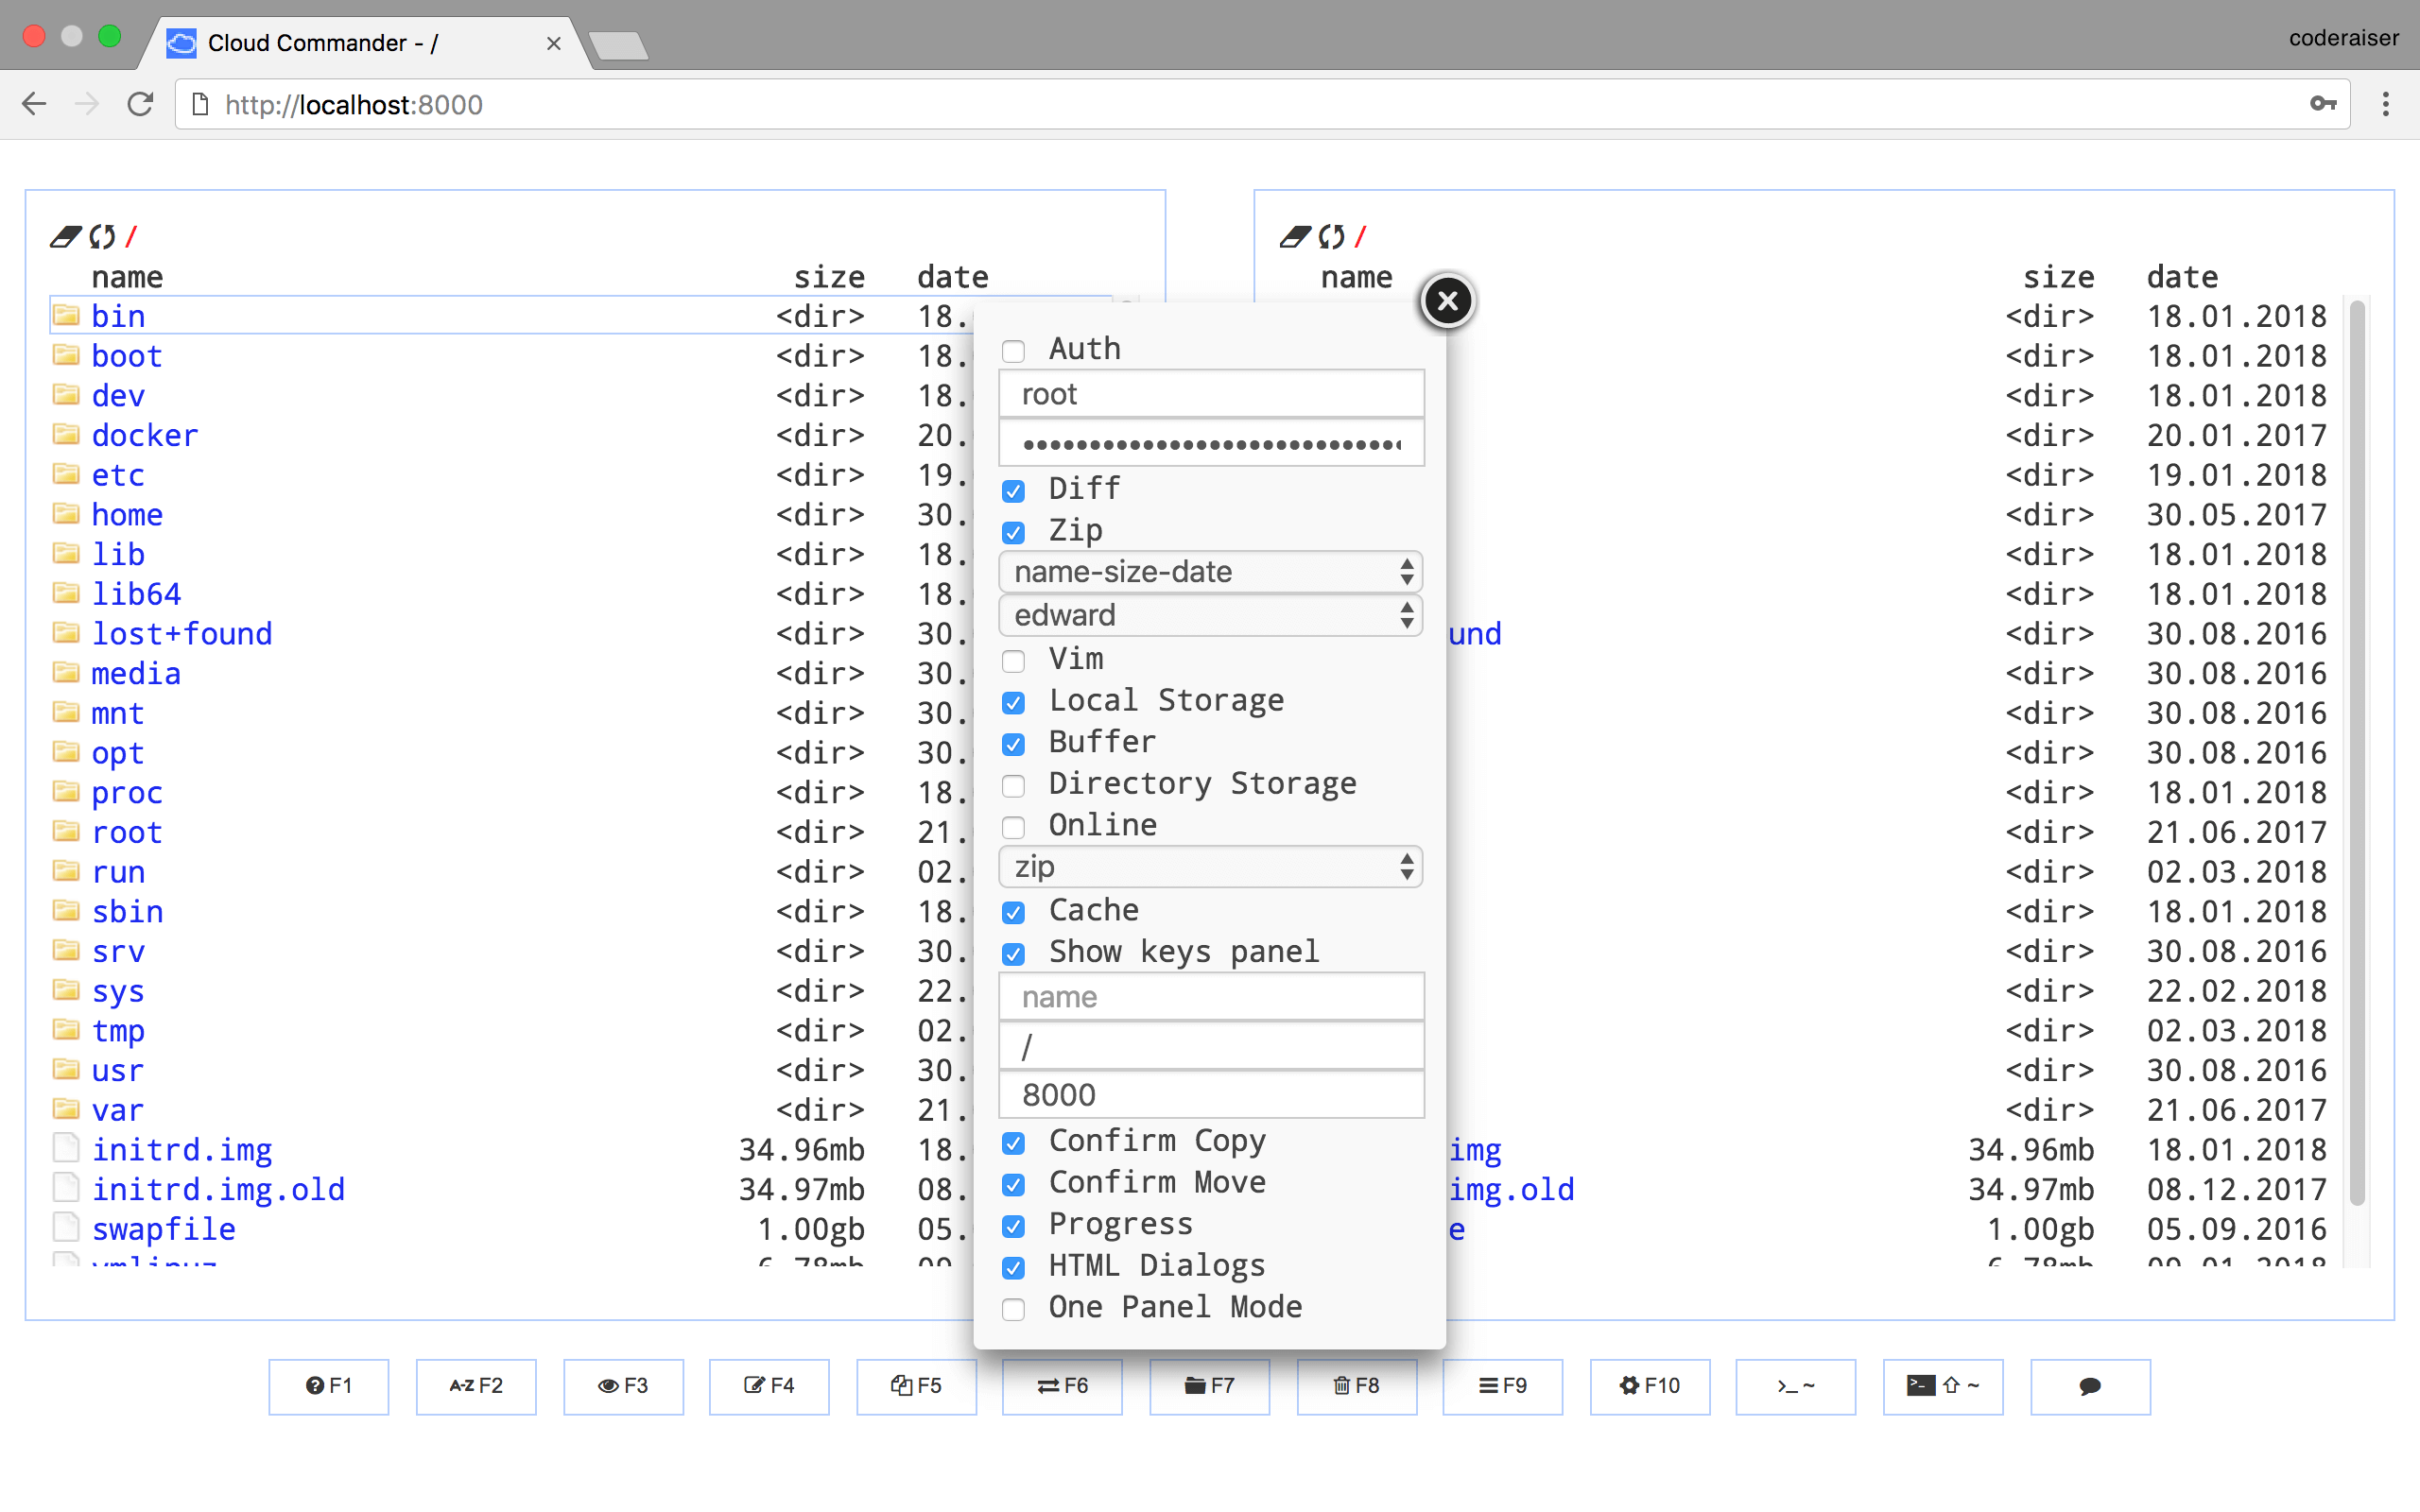 Cloud Commander - /
coderaiser
http://localhost:8000
/
name size date
bin <dir> 18.
boot <dir> 18.
dev <dir> 18.
docker <dir> 20.
etc <dir> 19.
home <dir> 30.
lib <dir> 18.
lib64 <dir> 18.
lost+found <dir> 30.
media <dir> 30.
mnt <dir> 30.
opt <dir> 30.
proc <dir> 18.
root <dir> 21.
run <dir> 02.
sbin <dir> 18.
srv <dir> 30.
sys <dir> 22.
tmp <dir> 02.
usr <dir> 30.
var <dir> 21.
initrd.img 34.96mb 18.
initrd.img.old 34.97mb 08.
swapfile 1.00gb 05.
Auth
root
Diff
Zip
name-size-date
edward
Vim
Local Storage
Buffer
Directory Storage
Online
zip
Cache
Show keys panel
name
/
8000
Confirm Copy
Confirm Move
Progress
HTML Dialogs
One Panel Mode
/
name size date
<dir> 18.01.2018
<dir> 18.01.2018
<dir> 18.01.2018
<dir> 20.01.2017
<dir> 19.01.2018
<dir> 30.05.2017
<dir> 18.01.2018
<dir> 18.01.2018
und <dir> 30.08.2016
<dir> 30.08.2016
<dir> 30.08.2016
<dir> 30.08.2016
<dir> 18.01.2018
<dir> 21.06.2017
<dir> 02.03.2018
<dir> 18.01.2018
<dir> 30.08.2016
<dir> 22.02.2018
<dir> 02.03.2018
<dir> 30.08.2016
<dir> 21.06.2017
img 34.96mb 18.01.2018
img.old 34.97mb 08.12.2017
e 1.00gb 05.09.2016
F1 A-Z F2 F3 F4 F5 F6 F7 F8 F9 F10 >_ ~ >_ ⇧ ~